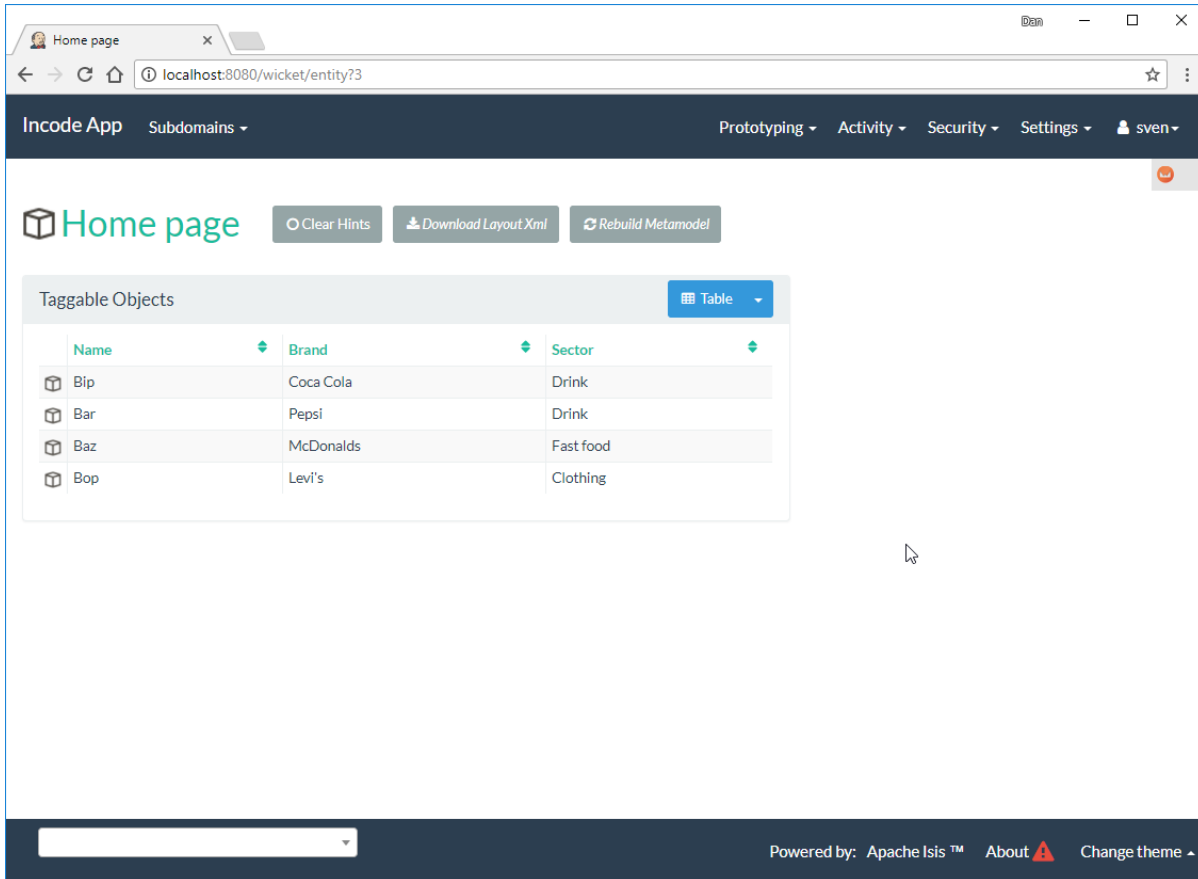 Dan
Home page
localhost:8080/wicket/entity?3
Incode App Subdomains Prototyping Activity Security Settings sven
Home page Clear Hints Download Layout Xml Rebuild Metamodel
Taggable Objects Table
Name Brand Sector
Bip Coca Cola Drink
Bar Pepsi Drink
Baz McDonalds Fast food
Bop Levi's Clothing
Powered by: Apache Isis ™ About Change theme